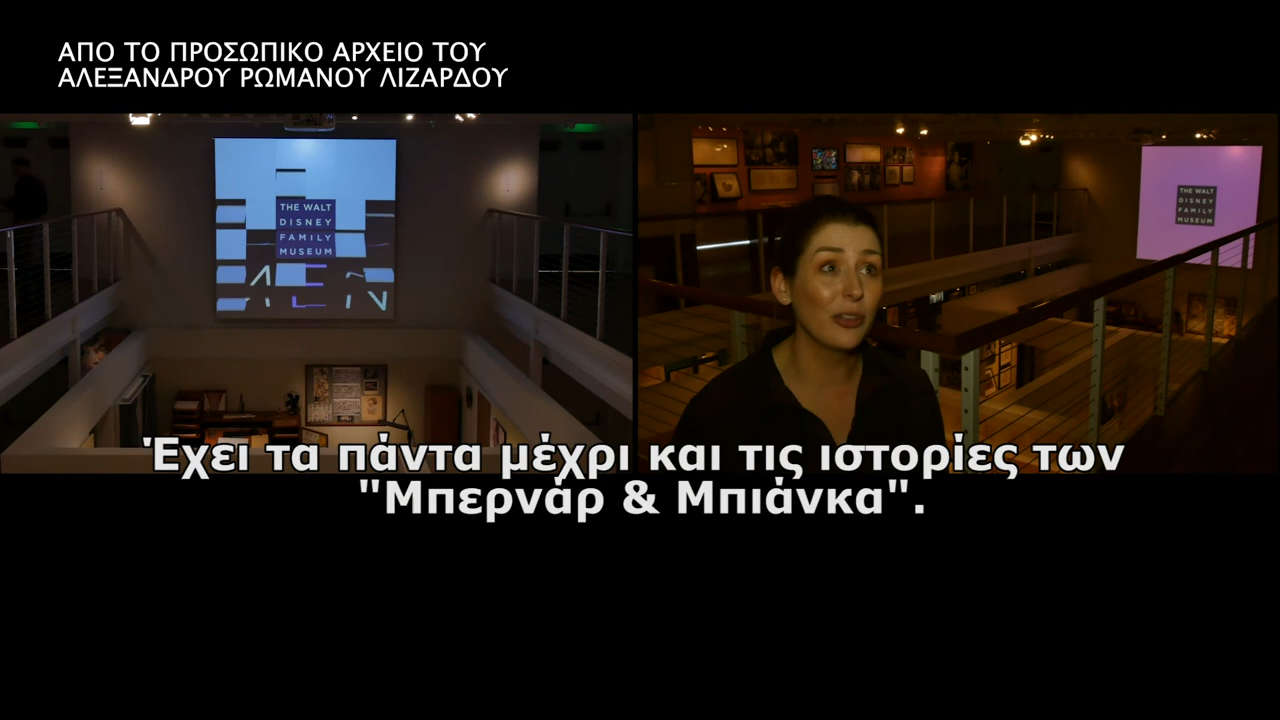 ΑΠΟ ΤΟ ΠΡΟΣΩΠΙΚΟ ΑΡΧΕΙΟ ΤΟΥ
ΑΛΕΞΑΝΔΡΟΥ ΡΩΜΑΝΟΥ ΛΙΖΑΡΔΟΥ
THE WALT
DISNEY
FAMILY
MUSEUM
THE WALT
DISNEY
FAMILY
MUSEUM
Έχει τα πάντα μέχρι και τις ιστορίες των
"Μπερνάρ & Μπιάνκα".